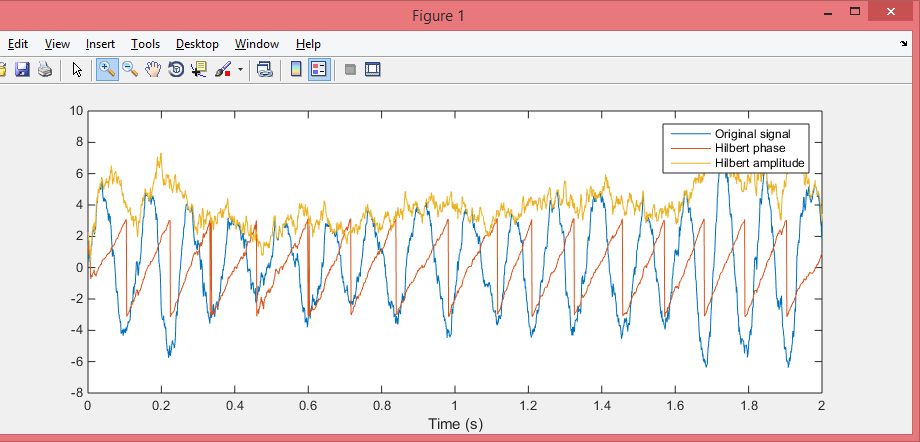 Figure 1
Edit View Insert Tools Desktop Window Help
10
8
6
4
2
0
-2
-4
-6
-8
Original signal
Hilbert phase
Hilbert amplitude
0 0.2 0.4 0.6 0.8 1 1.2 1.4 1.6 1.8 2
Time (s)